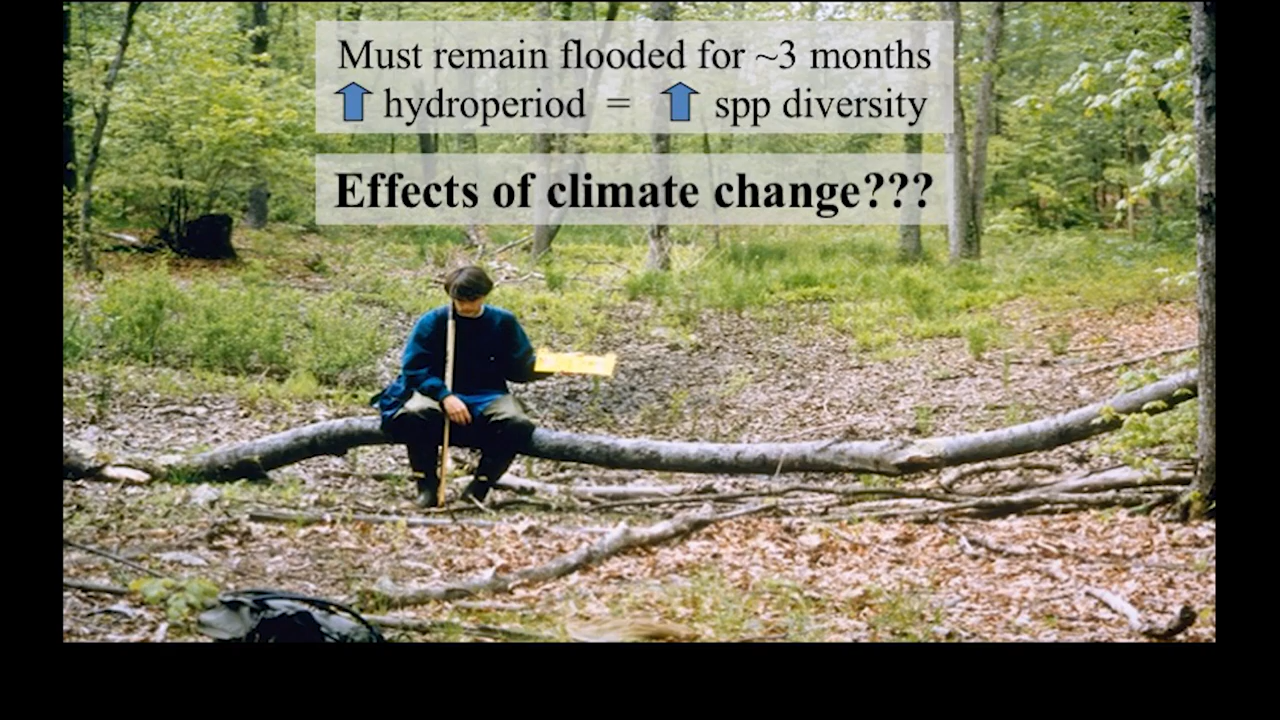 Must remain flooded for ~3 months
hydroperiod = spp diversity
Effects of climate change???